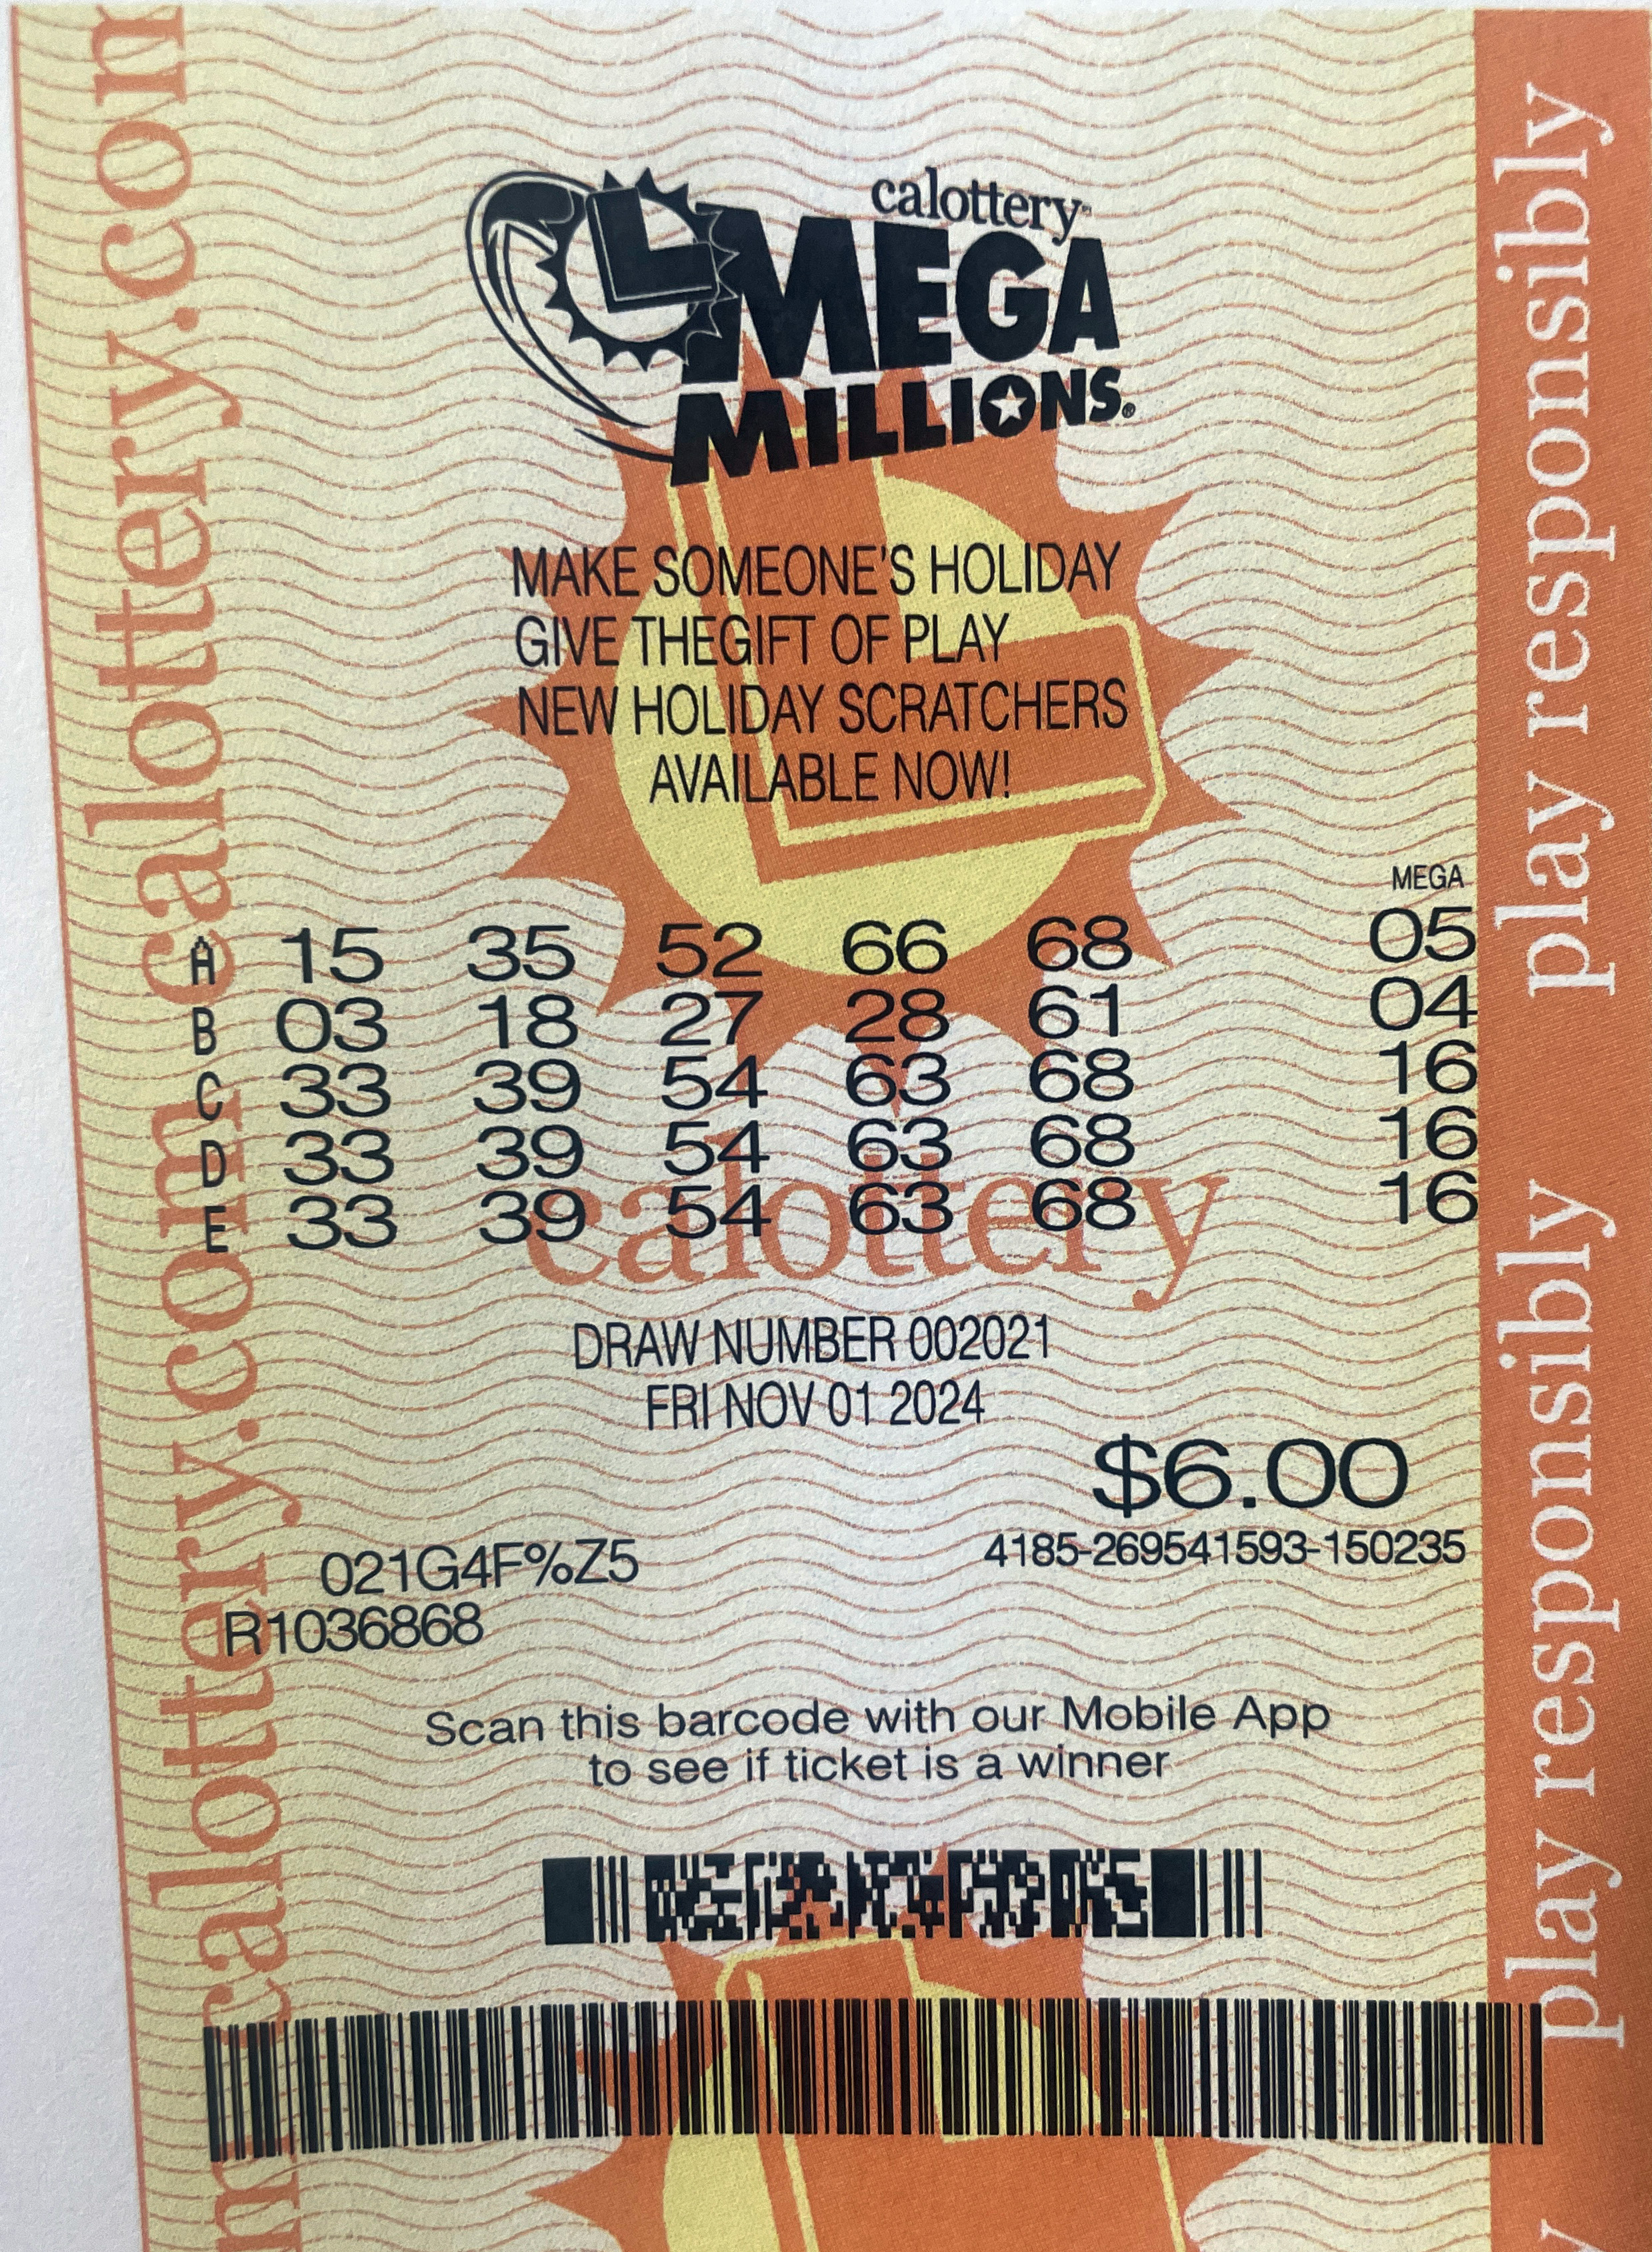 calottery
MEGA
MILLIONS®
MAKE SOMEONE'S HOLIDAY
GIVE THEGIFT OF PLAY
NEW HOLIDAY SCRATCHERS
AVAILABLE NOW!
MEGA
A 15 35 52 66 68 05
B 03 18 27 28 61 04
C 33 39 54 63 68 16
D 33 39 54 63 68 16
E 33 39 54 63 68 16
calottery
DRAW NUMBER 002021
FRI NOV 01 2024
$6.00
4185-269541593-150235
021G4F%Z5
R1036868
Scan this barcode with our Mobile App
to see if ticket is a winner
calottery.com calottery.com calottery.com
play responsibly play responsibly play responsibly